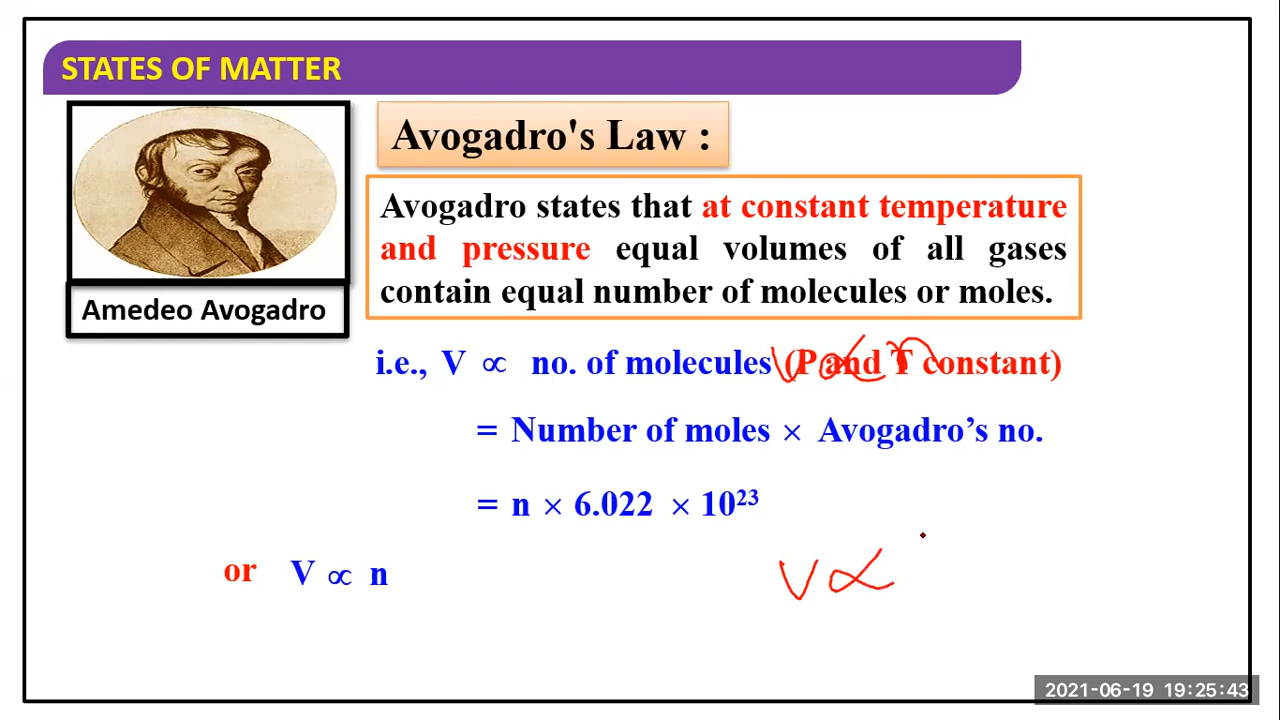 STATES OF MATTER
Avogadro's Law :
Avogadro states that at constant temperature
and pressure equal volumes of all gases
contain equal number of molecules or moles.
Amedeo Avogadro
i.e., V ∝ no. of molecules (P and T constant)
V ∝ n
= Number of moles × Avogadro’s no.
= n × 6.022 × 10²³
or V ∝ n
V ∝
2021-06-19 19:25:43